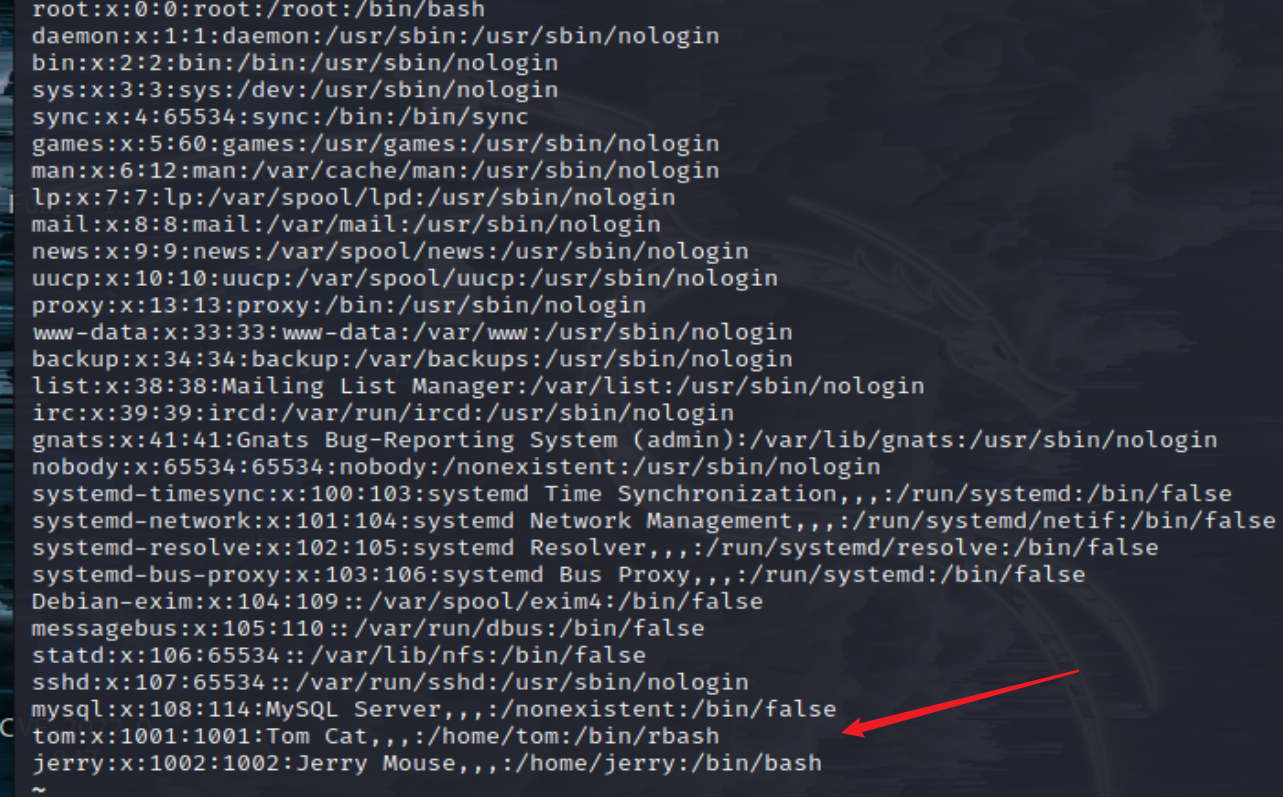 root:x:0:0:root:/root:/bin/bash
daemon:x:1:1:daemon:/usr/sbin:/usr/sbin/nologin
bin:x:2:2:bin:/bin:/usr/sbin/nologin
sys:x:3:3:sys:/dev:/usr/sbin/nologin
sync:x:4:65534:sync:/bin:/bin/sync
games:x:5:60:games:/usr/games:/usr/sbin/nologin
man:x:6:12:man:/var/cache/man:/usr/sbin/nologin
lp:x:7:7:lp:/var/spool/lpd:/usr/sbin/nologin
mail:x:8:8:mail:/var/mail:/usr/sbin/nologin
news:x:9:9:news:/var/spool/news:/usr/sbin/nologin
uucp:x:10:10:uucp:/var/spool/uucp:/usr/sbin/nologin
proxy:x:13:13:proxy:/bin:/usr/sbin/nologin
www-data:x:33:33:www-data:/var/www:/usr/sbin/nologin
backup:x:34:34:backup:/var/backups:/usr/sbin/nologin
list:x:38:38:Mailing List Manager:/var/list:/usr/sbin/nologin
irc:x:39:39:ircd:/var/run/ircd:/usr/sbin/nologin
gnats:x:41:41:Gnats Bug-Reporting System (admin):/var/lib/gnats:/usr/sbin/nologin
nobody:x:65534:65534:nobody:/nonexistent:/usr/sbin/nologin
systemd-timesync:x:100:103:systemd Time Synchronization,,,:/run/systemd:/bin/false
systemd-network:x:101:104:systemd Network Management,,,:/run/systemd/netif:/bin/false
systemd-resolve:x:102:105:systemd Resolver,,,:/run/systemd/resolve:/bin/false
systemd-bus-proxy:x:103:106:systemd Bus Proxy,,,:/run/systemd:/bin/false
Debian-exim:x:104:109::/var/spool/exim4:/bin/false
messagebus:x:105:110::/var/run/dbus:/bin/false
statd:x:106:65534::/var/lib/nfs:/bin/false
sshd:x:107:65534::/var/run/sshd:/usr/sbin/nologin
mysql:x:108:114:MySQL Server,,,:/nonexistent:/bin/false
tom:x:1001:1001:Tom Cat,,,:/home/tom:/bin/rbash
jerry:x:1002:1002:Jerry Mouse,,,:/home/jerry:/bin/bash
~